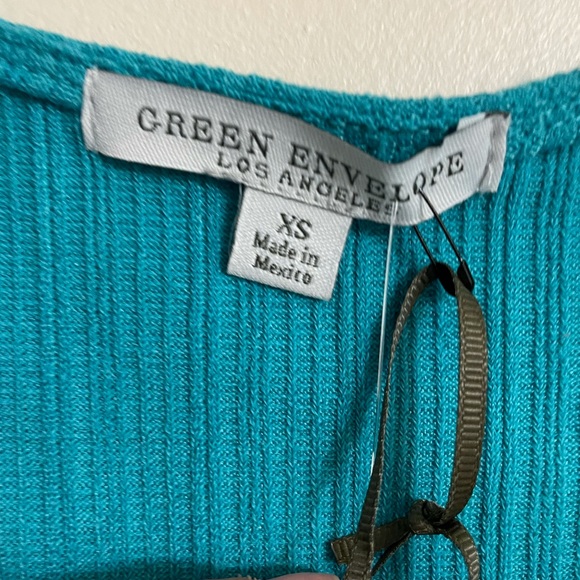 GREEN ENVELOPE
LOS ANGELES
XS
Made in
Mexico